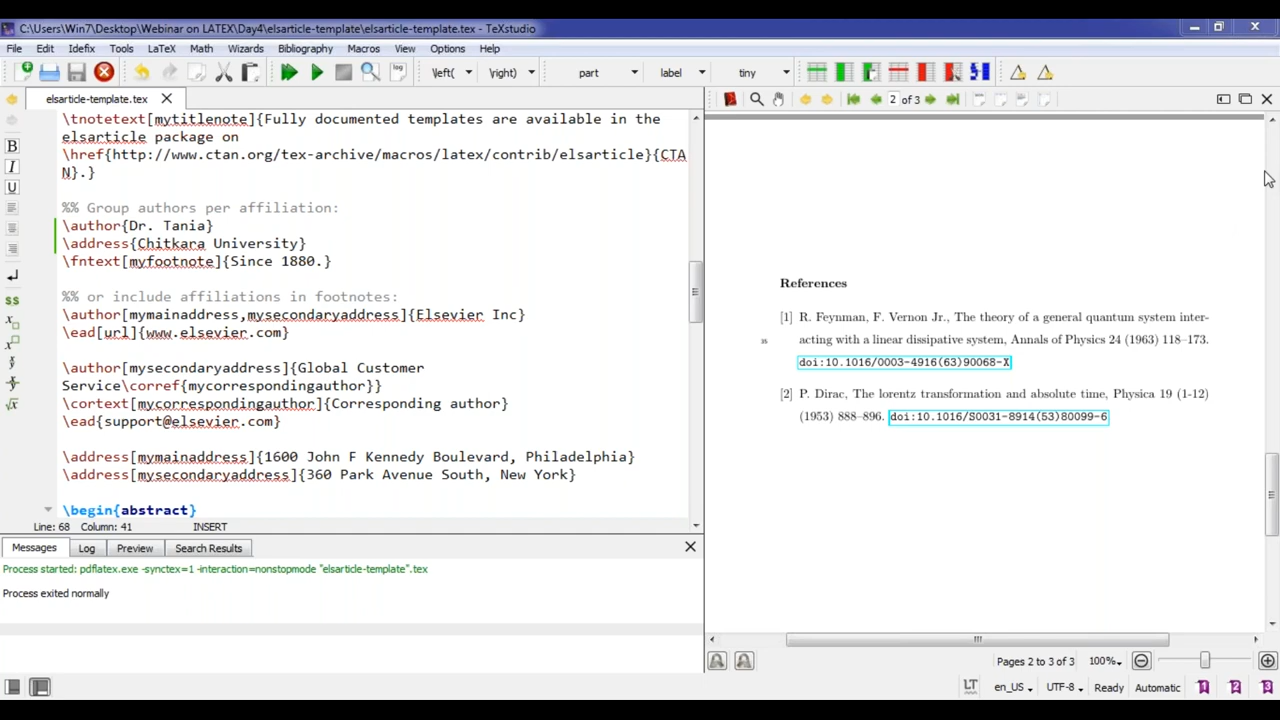 C:\Users\Win7\Desktop\Webinar on LATEX\Day4\elsarticle-template\elsarticle-template.tex - TeXstudio
File Edit Idefix Tools LaTeX Math Wizards Bibliography Macros View Options Help
log \left( \right) part label tiny
elsarticle-template.tex
2 of 3
\tnotetext[mytitlenote]{Fully documented templates are available in the
elsarticle package on
\href{http://www.ctan.org/tex-archive/macros/latex/contrib/elsarticle}{CTA
N}.}
%% Group authors per affiliation:
\author{Dr. Tania}
\address{Chitkara University}
\fntext[myfootnote]{Since 1880.}
%% or include affiliations in footnotes:
\author[mymainaddress,mysecondaryaddress]{Elsevier Inc}
\ead[url]{www.elsevier.com}
\author[mysecondaryaddress]{Global Customer
Service\corref{mycorrespondingauthor}}
\cortext[mycorrespondingauthor]{Corresponding author}
\ead{support@elsevier.com}
\address[mymainaddress]{1600 John F Kennedy Boulevard, Philadelphia}
\address[mysecondaryaddress]{360 Park Avenue South, New York}
\begin{abstract}
Line: 68 Column: 41 INSERT
Messages Log Preview Search Results
Process started: pdflatex.exe -synctex=1 -interaction=nonstopmode "elsarticle-template".tex
Process exited normally
References
[1] R. Feynman, F. Vernon Jr., The theory of a general quantum system inter-
35 acting with a linear dissipative system, Annals of Physics 24 (1963) 118–173.
doi:10.1016/0003-4916(63)90068-X
[2] P. Dirac, The lorentz transformation and absolute time, Physica 19 (1-12)
(1953) 888–896. doi:10.1016/S0031-8914(53)80099-6
Pages 2 to 3 of 3 100%
LT en_US UTF-8 Ready Automatic 1 2 3